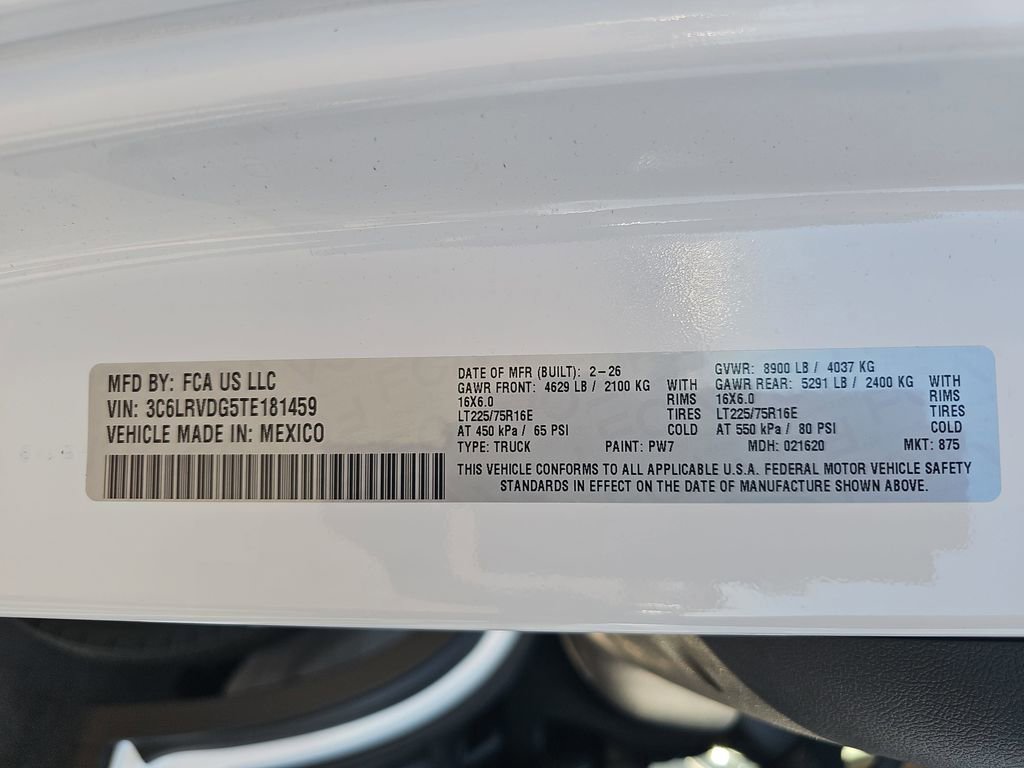 MFD BY: FCA US LLC
VIN: 3C6LRVDG5TE181459
VEHICLE MADE IN: MEXICO
DATE OF MFR (BUILT): 2-26
GVWR: 8900 LB / 4037 KG
GAWR FRONT: 4629 LB / 2100 KG WITH
GAWR REAR: 5291 LB / 2400 KG WITH
16X6.0 RIMS
16X6.0 RIMS
LT225/75R16E TIRES
LT225/75R16E TIRES
AT 450 kPa / 65 PSI COLD
AT 550 kPa / 80 PSI COLD
TYPE: TRUCK PAINT: PW7 MDH: 021620 MKT: 875
THIS VEHICLE CONFORMS TO ALL APPLICABLE U.S.A. FEDERAL MOTOR VEHICLE SAFETY
STANDARDS IN EFFECT ON THE DATE OF MANUFACTURE SHOWN ABOVE.